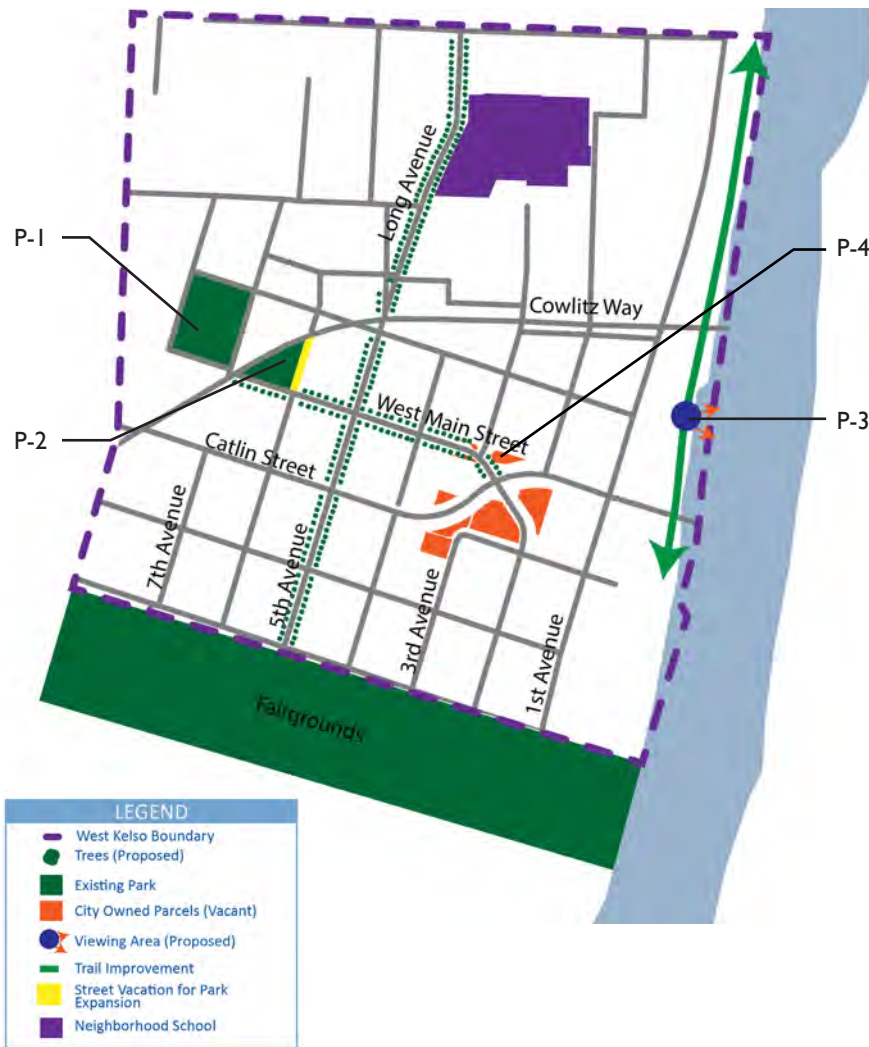 Long Avenue
P-1
P-4
Cowlitz Way
P-2
West Main Street
P-3
Catlin Street
7th Avenue
5th Avenue
3rd Avenue
1st Avenue
Fairgrounds
LEGEND
West Kelso Boundary
Trees (Proposed)
Existing Park
City Owned Parcels (Vacant)
Viewing Area (Proposed)
Trail Improvement
Street Vacation for Park
Expansion
Neighborhood School